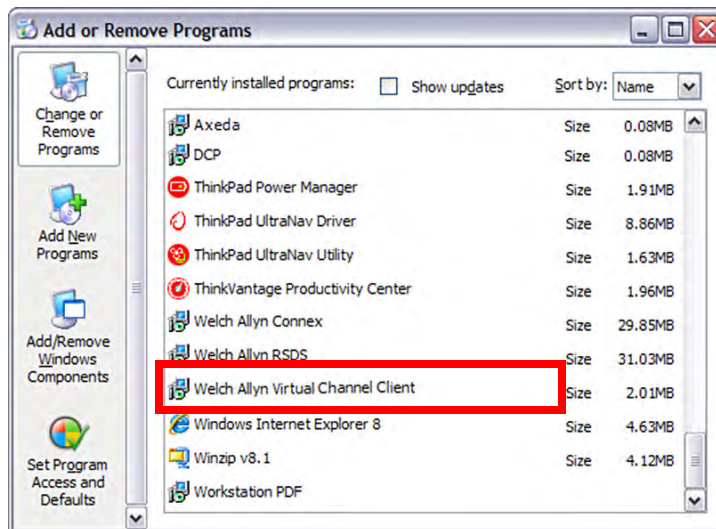 Add or Remove Programs
Change or
Remove
Programs
Add New
Programs
Add/Remove
Windows
Components
Set Program
Access and
Defaults
Currently installed programs: Show updates Sort by: Name
Axeda Size 0.08MB
DCP Size 0.08MB
ThinkPad Power Manager Size 1.91MB
ThinkPad UltraNav Driver Size 8.86MB
ThinkPad UltraNav Utility Size 1.63MB
ThinkVantage Productivity Center Size 1.96MB
Welch Allyn Connex Size 29.85MB
Welch Allyn RSDS Size 31.03MB
Welch Allyn Virtual Channel Client Size 2.01MB
Windows Internet Explorer 8 Size 4.63MB
Winzip v8.1 Size 4.12MB
Workstation PDF